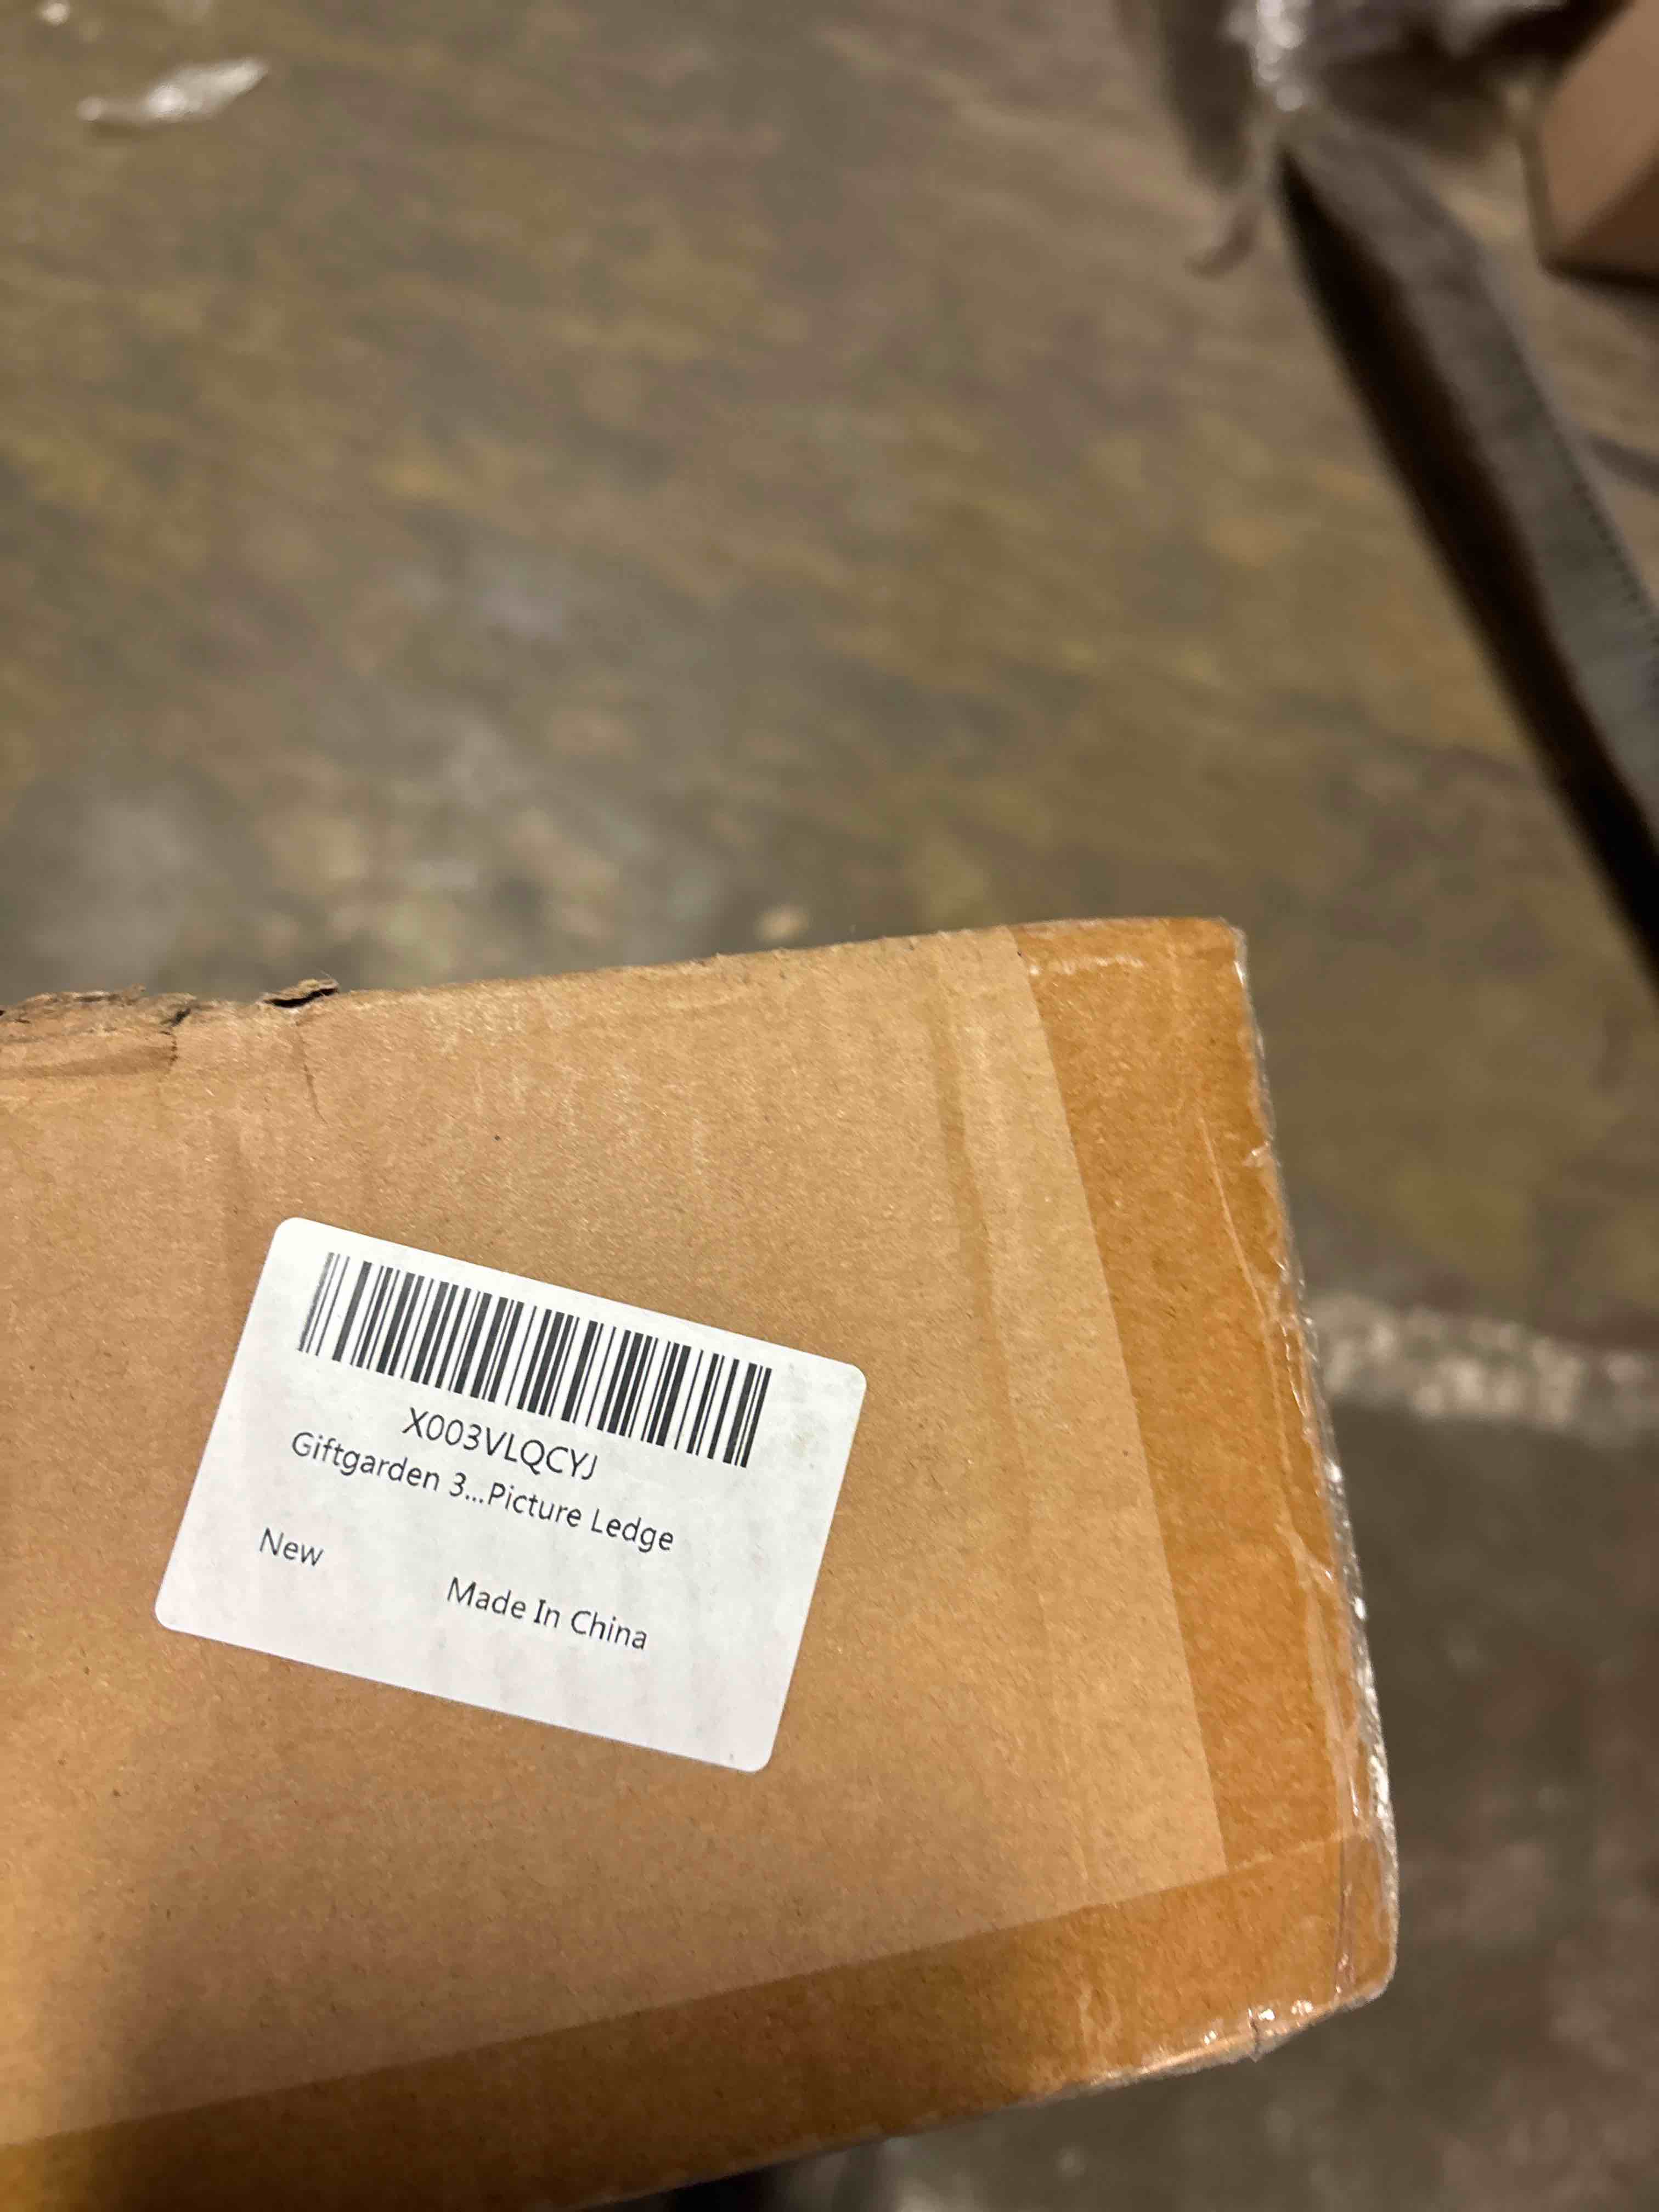 X003VLQCYJ
Giftgarden 3...Picture Ledge
New
Made In China